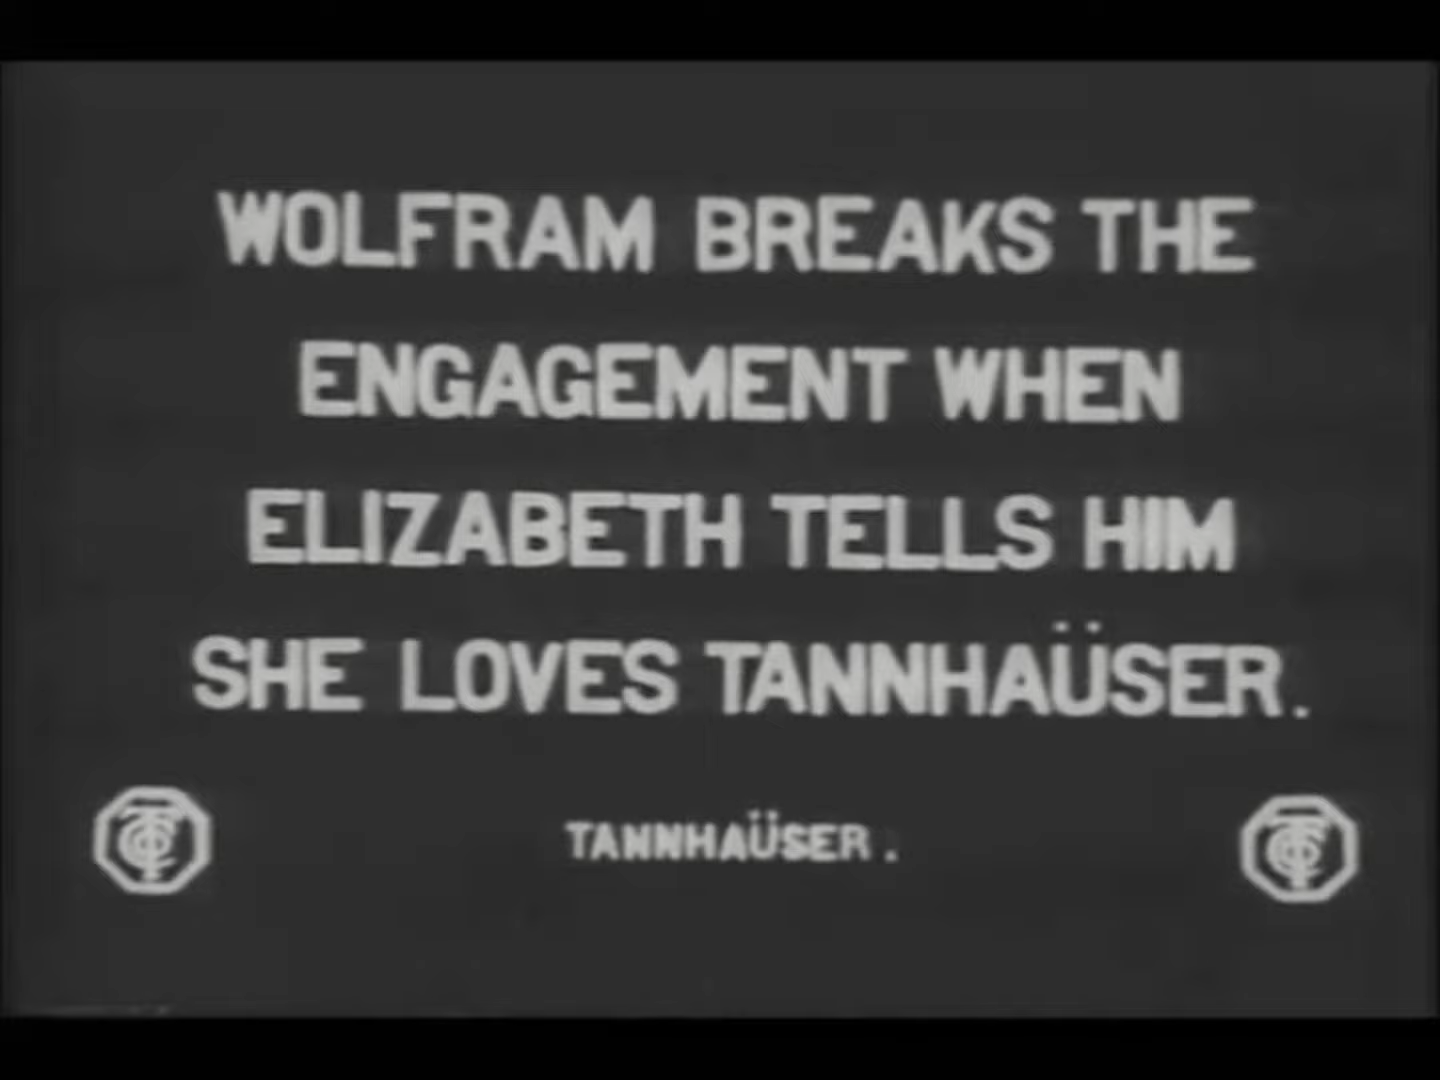 WOLFRAM BREAKS THE
ENGAGEMENT WHEN
ELIZABETH TELLS HIM
SHE LOVES TANNHAÜSER.
TANNHAÜSER.